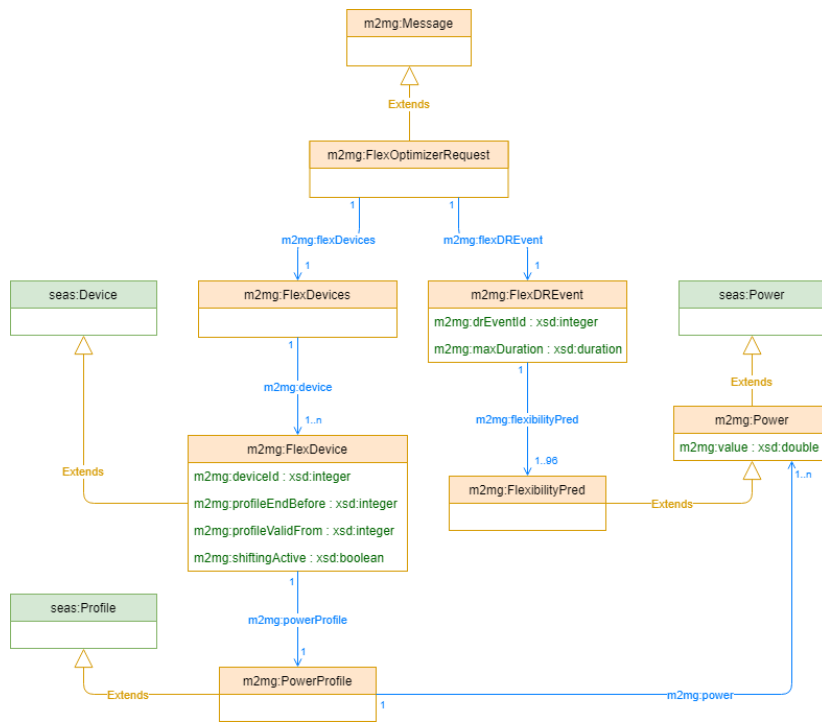 m2mg:Message
Extends
m2mg:FlexOptimizerRequest
1
1
m2mg:flexDevices
m2mg:flexDREvent
1
1
seas:Device
m2mg:FlexDevices
m2mg:FlexDREvent
m2mg:drEventId : xsd:integer
m2mg:maxDuration : xsd:duration
seas:Power
1
1
m2mg:device
Extends
1..n
m2mg:flexibilityPred
1..96
m2mg:Power
m2mg:value : xsd:double
1..n
m2mg:FlexDevice
m2mg:deviceId : xsd:integer
m2mg:profileEndBefore : xsd:integer
m2mg:profileValidFrom : xsd:integer
m2mg:shiftingActive : xsd:boolean
Extends
m2mg:FlexibilityPred
Extends
1
seas:Profile
m2mg:powerProfile
1
m2mg:PowerProfile
Extends
1
m2mg:power